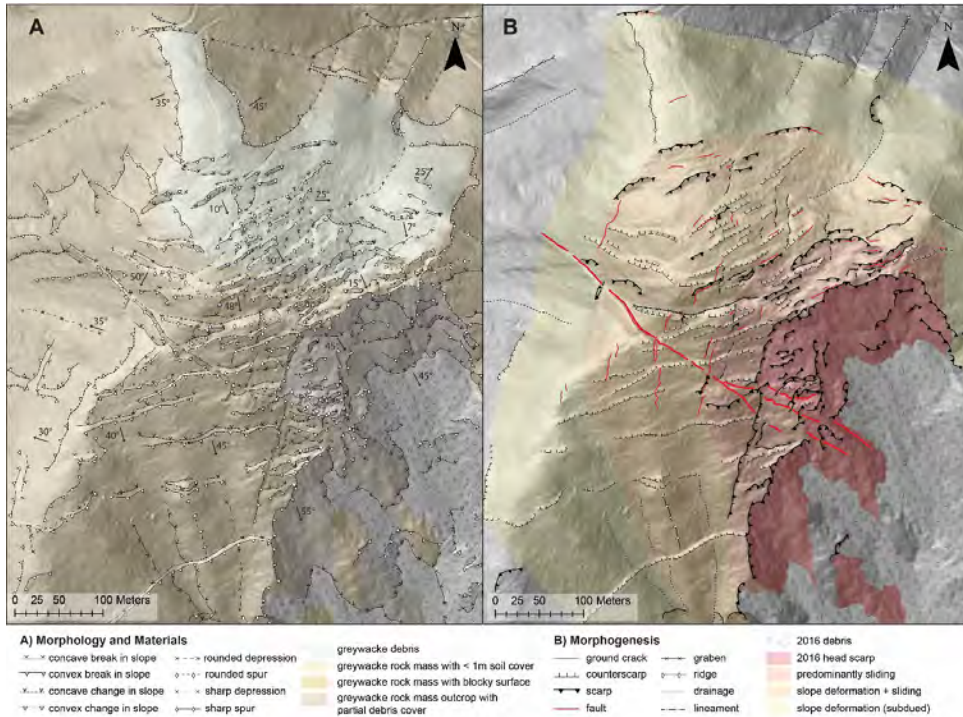 A
N
35°
45°
25°
10°
25°
7°
30°
50°
15°
18°
35°
45°
45°
30°
40°
45°
55°
0 25 50 100 Meters
B
N
0 25 50 100 Meters
A) Morphology and Materials
concave break in slope
convex break in slope
concave change in slope
convex change in slope
rounded depression
rounded spur
sharp depression
sharp spur
greywacke debris
greywacke rock mass with < 1m soil cover
greywacke rock mass with blocky surface
greywacke rock mass outcrop with
partial debris cover
B) Morphogenesis
ground crack
counterscarp
scarp
fault
graben
ridge
drainage
lineament
2016 debris
2016 head scarp
predominantly sliding
slope deformation + sliding
slope deformation (subdued)